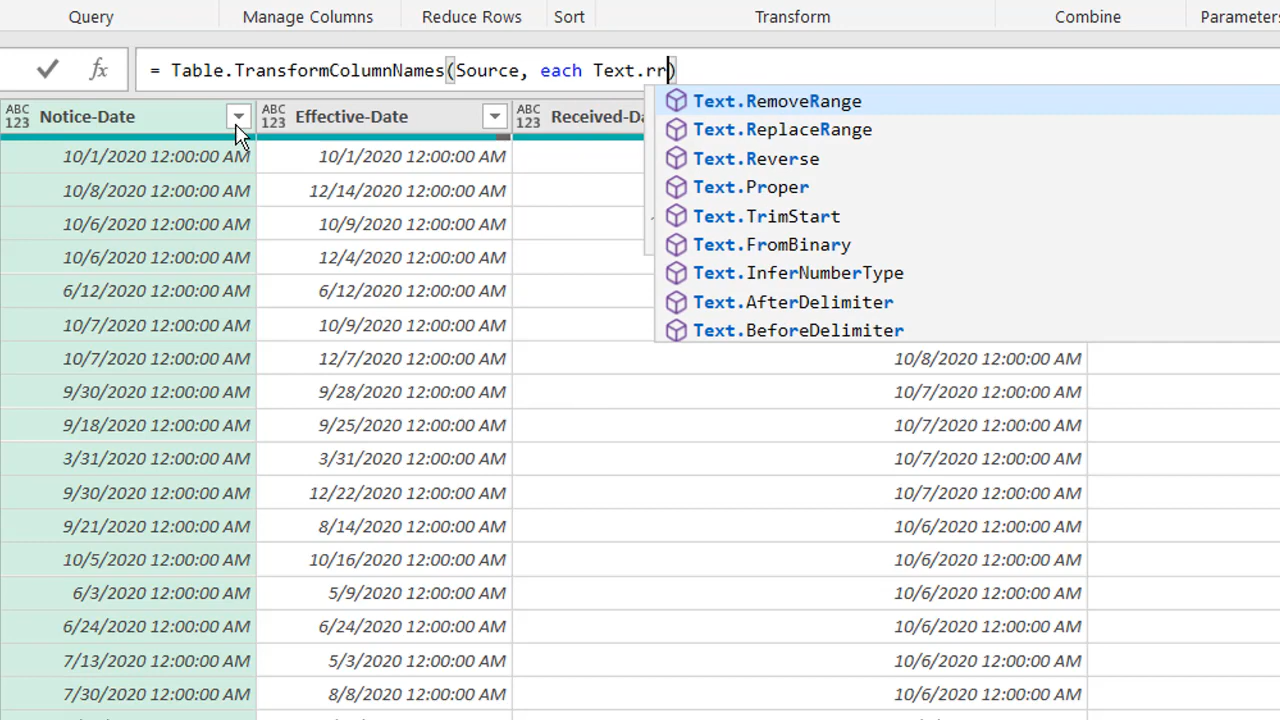 Query Manage Columns Reduce Rows Sort Transform Combine Parameter
fx = Table.TransformColumnNames(Source, each Text.rr)
ABC 123 Notice-Date ABC 123 Effective-Date ABC 123 Received-Da
Text.RemoveRange
Text.ReplaceRange
Text.Reverse
Text.Proper
Text.TrimStart
Text.FromBinary
Text.InferNumberType
Text.AfterDelimiter
Text.BeforeDelimiter
10/1/2020 12:00:00 AM 10/1/2020 12:00:00 AM
10/8/2020 12:00:00 AM 12/14/2020 12:00:00 AM
10/6/2020 12:00:00 AM 10/9/2020 12:00:00 AM
10/6/2020 12:00:00 AM 12/4/2020 12:00:00 AM
6/12/2020 12:00:00 AM 6/12/2020 12:00:00 AM
10/7/2020 12:00:00 AM 10/9/2020 12:00:00 AM
10/7/2020 12:00:00 AM 12/7/2020 12:00:00 AM 10/8/2020 12:00:00 AM
9/30/2020 12:00:00 AM 9/28/2020 12:00:00 AM 10/7/2020 12:00:00 AM
9/18/2020 12:00:00 AM 9/25/2020 12:00:00 AM 10/7/2020 12:00:00 AM
3/31/2020 12:00:00 AM 3/31/2020 12:00:00 AM 10/7/2020 12:00:00 AM
9/30/2020 12:00:00 AM 12/22/2020 12:00:00 AM 10/7/2020 12:00:00 AM
9/21/2020 12:00:00 AM 8/14/2020 12:00:00 AM 10/6/2020 12:00:00 AM
10/5/2020 12:00:00 AM 10/16/2020 12:00:00 AM 10/6/2020 12:00:00 AM
6/3/2020 12:00:00 AM 5/9/2020 12:00:00 AM 10/6/2020 12:00:00 AM
6/24/2020 12:00:00 AM 6/24/2020 12:00:00 AM 10/6/2020 12:00:00 AM
7/13/2020 12:00:00 AM 5/3/2020 12:00:00 AM 10/6/2020 12:00:00 AM
7/30/2020 12:00:00 AM 8/8/2020 12:00:00 AM 10/6/2020 12:00:00 AM